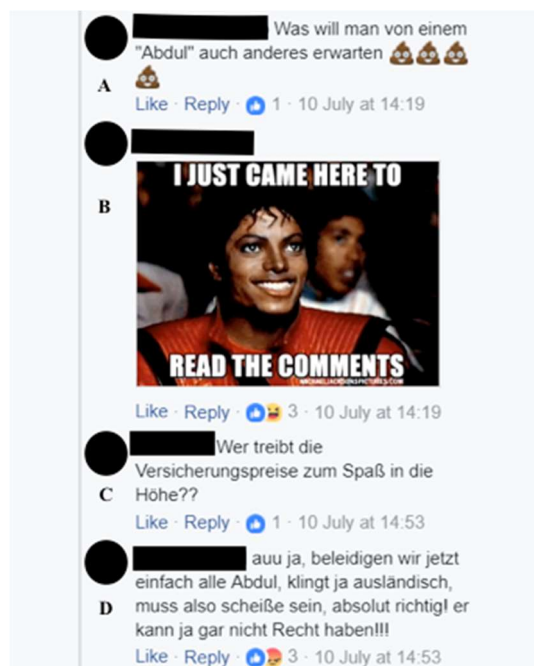 Was will man von einem
"Abdul" auch anderes erwarten 💩💩💩
💩
A
Like · Reply · 1 · 10 July at 14:19
B
I JUST CAME HERE TO
READ THE COMMENTS
Like · Reply · 3 · 10 July at 14:19
Wer treibt die
Versicherungspreise zum Spaß in die
C Höhe??
Like · Reply · 1 · 10 July at 14:53
auu ja, beleidigen wir jetzt
einfach alle Abdul, klingt ja ausländisch,
D muss also scheiße sein, absolut richtig! er
kann ja gar nicht Recht haben!!!
Like · Reply · 3 · 10 July at 14:53